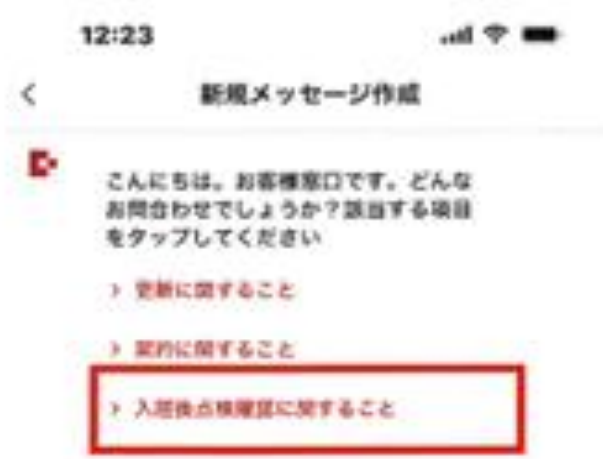 12:23
新規メッセージ作成
こんにちは。お客様窓口です。どんな
お問合わせでしょうか？該当する項目
をタップしてください
更新に関すること
契約に関すること
入居後点検確認に関すること